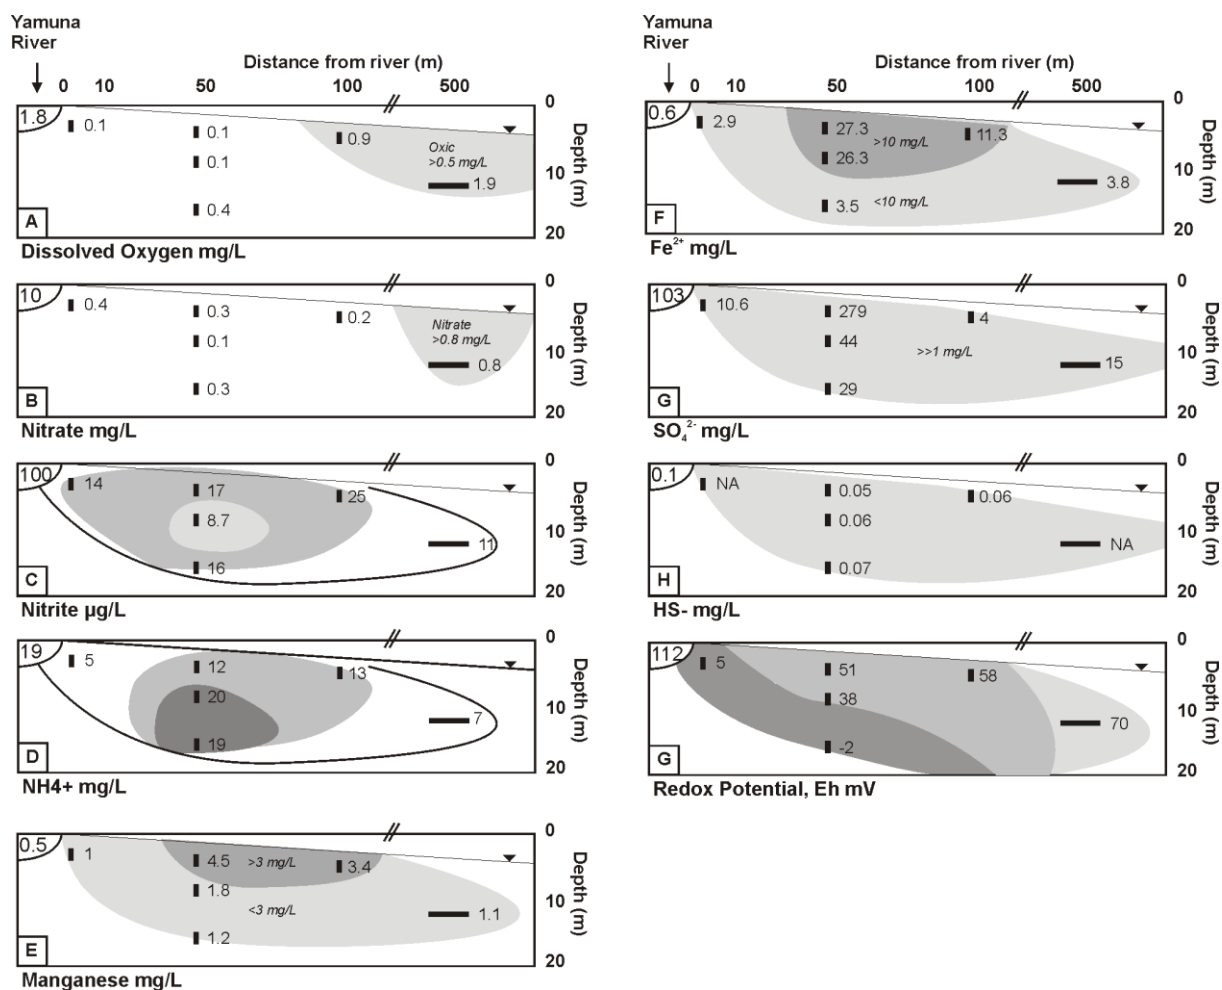 Yamuna
River
Distance from river (m)
0 10 50 100 500
1.8
0.1
0.1
0.1
0.4
0.9
Oxic
>0.5 mg/L
1.9
A
0
10
20
Depth (m)
Dissolved Oxygen mg/L
10
0.4
0.3
0.1
0.3
0.2
Nitrate
>0.8 mg/L
0.8
B
0
10
20
Depth (m)
Nitrate mg/L
100
14
17
8.7
16
25
11
C
0
10
20
Depth (m)
Nitrite µg/L
19
5
12
20
19
13
7
D
0
10
20
Depth (m)
NH4+ mg/L
0.5
1
4.5
>3 mg/L
3.4
1.8
<3 mg/L
1.2
1.1
E
0
10
20
Depth (m)
Manganese mg/L
Yamuna
River
Distance from river (m)
0 10 50 100 500
0.6
2.9
27.3
>10 mg/L
11.3
26.3
3.5
<10 mg/L
3.8
F
0
10
20
Depth (m)
Fe²⁺ mg/L
103
10.6
279
4
44
>>1 mg/L
15
29
G
0
10
20
Depth (m)
SO₄²⁻ mg/L
0.1
NA
0.05
0.06
0.06
NA
0.07
H
0
10
20
Depth (m)
HS- mg/L
112
5
51
58
38
70
-2
G
0
10
20
Depth (m)
Redox Potential, Eh mV